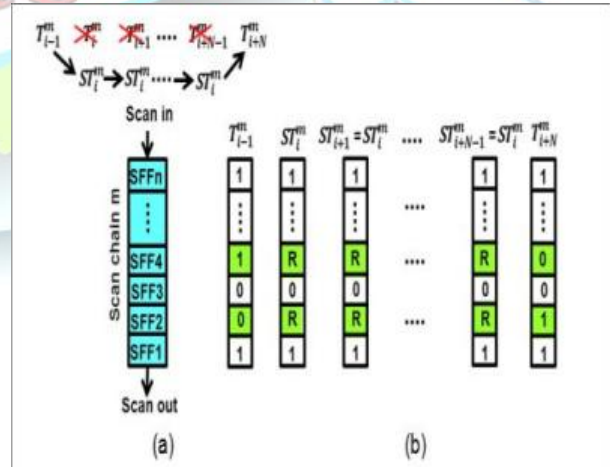 T^m_{i-1} T^m_i T^m_{i+1} .... T^m_{i+N-1} T^m_{i+N}
ST^m_i ST^m_i .... ST^m_i
Scan in
Scan chain m
SFFn
SFF4
SFF3
SFF2
SFF1
Scan out
(a)
T^m_{i-1} ST^m_i ST^m_{i+1} = ST^m_i .... ST^m_{i+N-1} = ST^m_i T^m_{i+N}
1 1 1 1 1
....
1 R R .... R 0
0 0 0 0 0
0 R R .... R 1
1 1 1 1 1
(b)